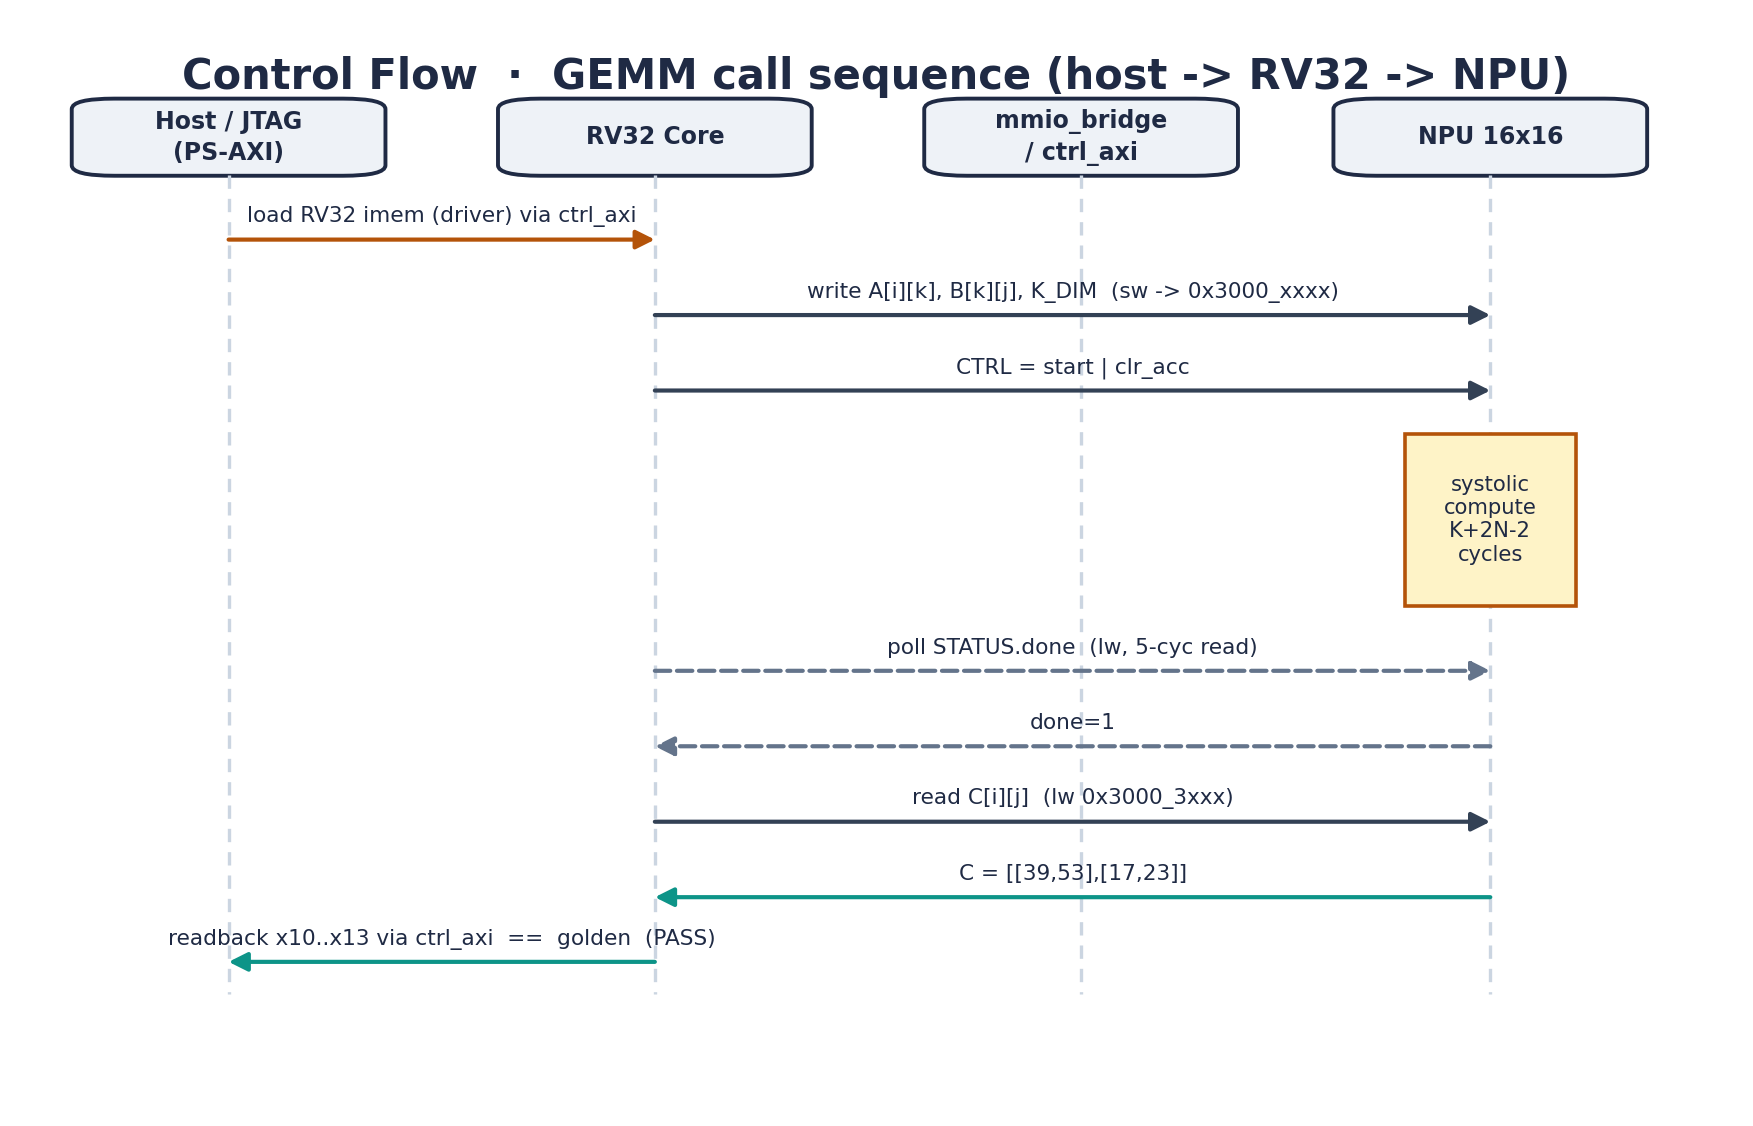 Control Flow · GEMM call sequence (host -> RV32 -> NPU)
Host / JTAG
(PS-AXI)
RV32 Core
mmio_bridge
/ ctrl_axi
NPU 16x16
load RV32 imem (driver) via ctrl_axi
write A[i][k], B[k][j], K_DIM (sw -> 0x3000_xxxx)
CTRL = start | clr_acc
systolic
compute
K+2N-2
cycles
poll STATUS.done (lw, 5-cyc read)
done=1
read C[i][j] (lw 0x3000_3xxx)
C = [[39,53],[17,23]]
readback x10..x13 via ctrl_axi == golden (PASS)